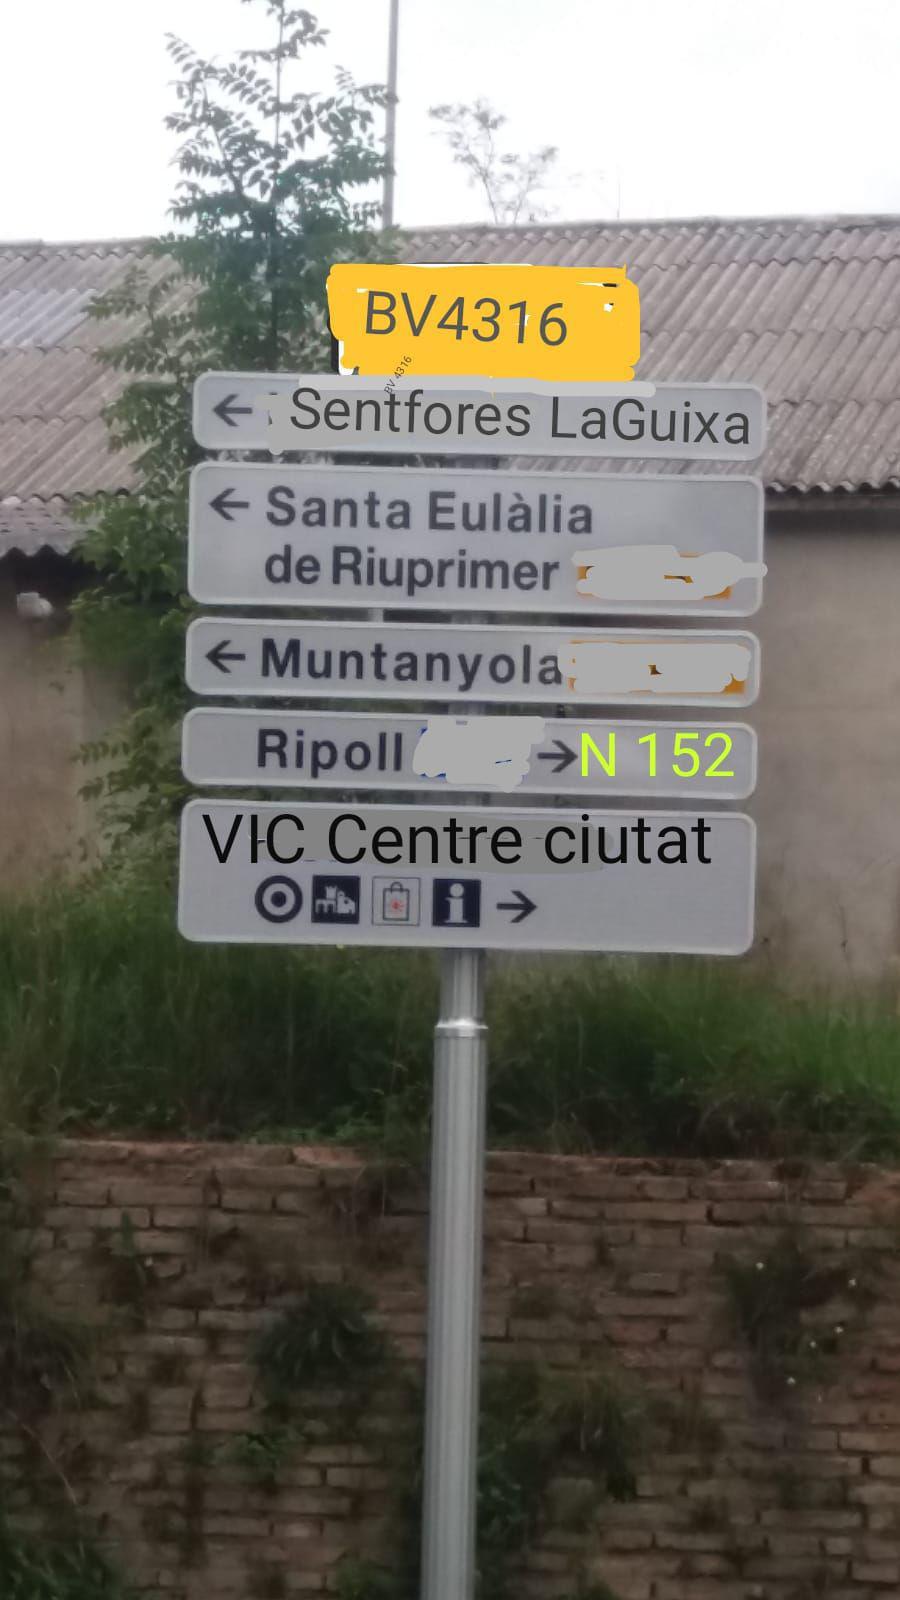 BV4316
BV 4316
← Sentfores LaGuixa
← Santa Eulàlia
de Riuprimer
← Muntanyola
Ripoll → N 152
VIC Centre ciutat
i →